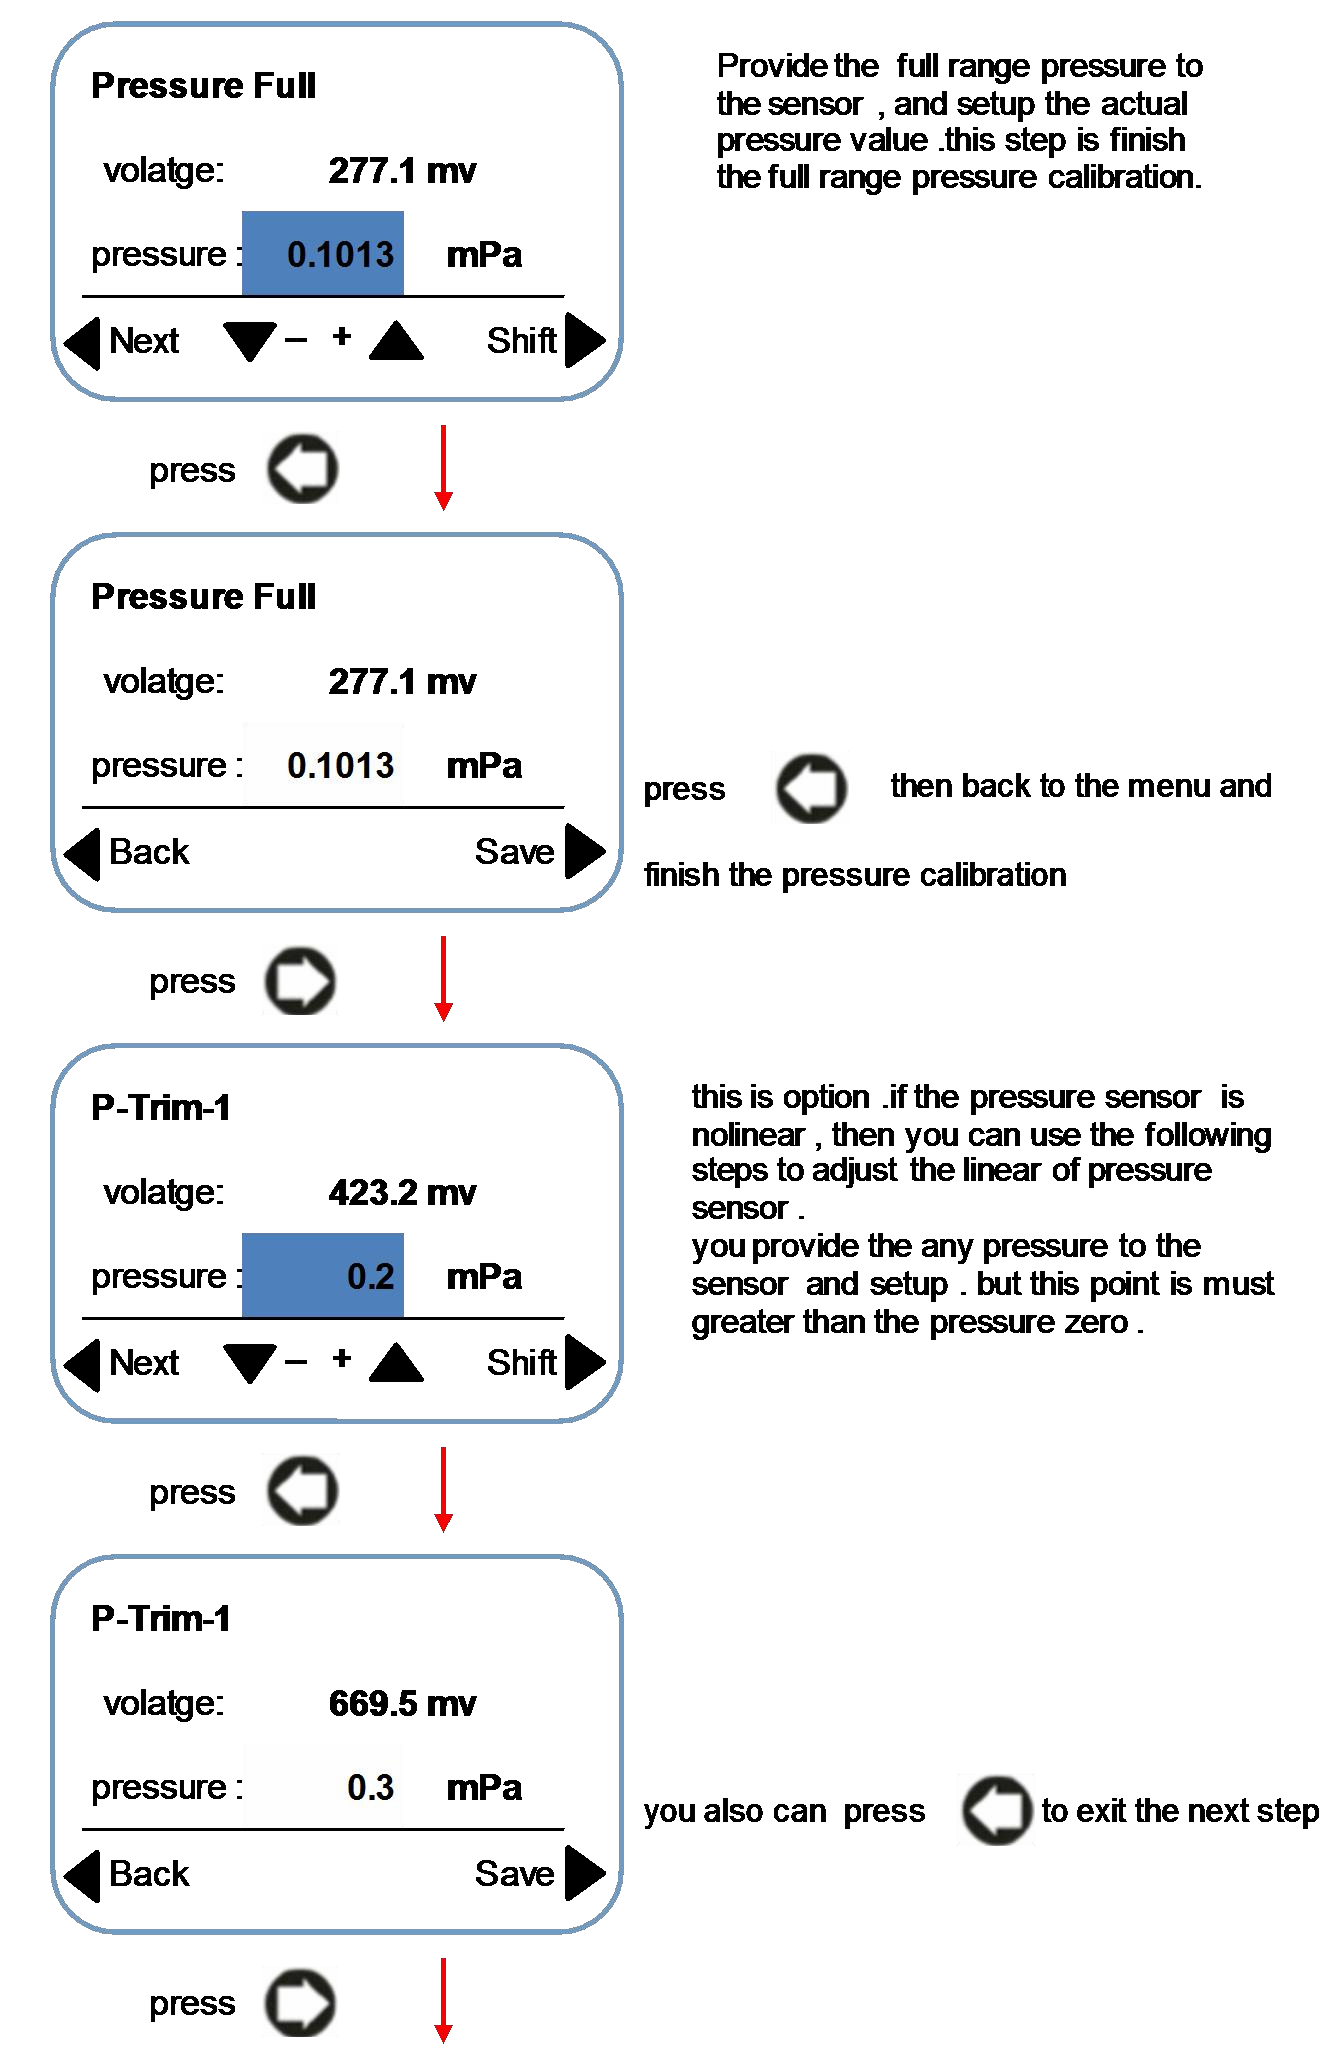 Pressure Full
Provide the full range pressure to
the sensor , and setup the actual
pressure value .this step is finish
the full range pressure calibration.
volatge: 277.1 mv
pressure : 0.1013 mPa
Next − + Shift
press
Pressure Full
volatge: 277.1 mv
pressure : 0.1013 mPa
Back Save
press then back to the menu and
finish the pressure calibration
press
P-Trim-1
volatge: 423.2 mv
pressure : 0.2 mPa
Next − + Shift
this is option .if the pressure sensor is
nolinear , then you can use the following
steps to adjust the linear of pressure
sensor .
you provide the any pressure to the
sensor and setup . but this point is must
greater than the pressure zero .
press
P-Trim-1
volatge: 669.5 mv
pressure : 0.3 mPa
Back Save
you also can press to exit the next step
press